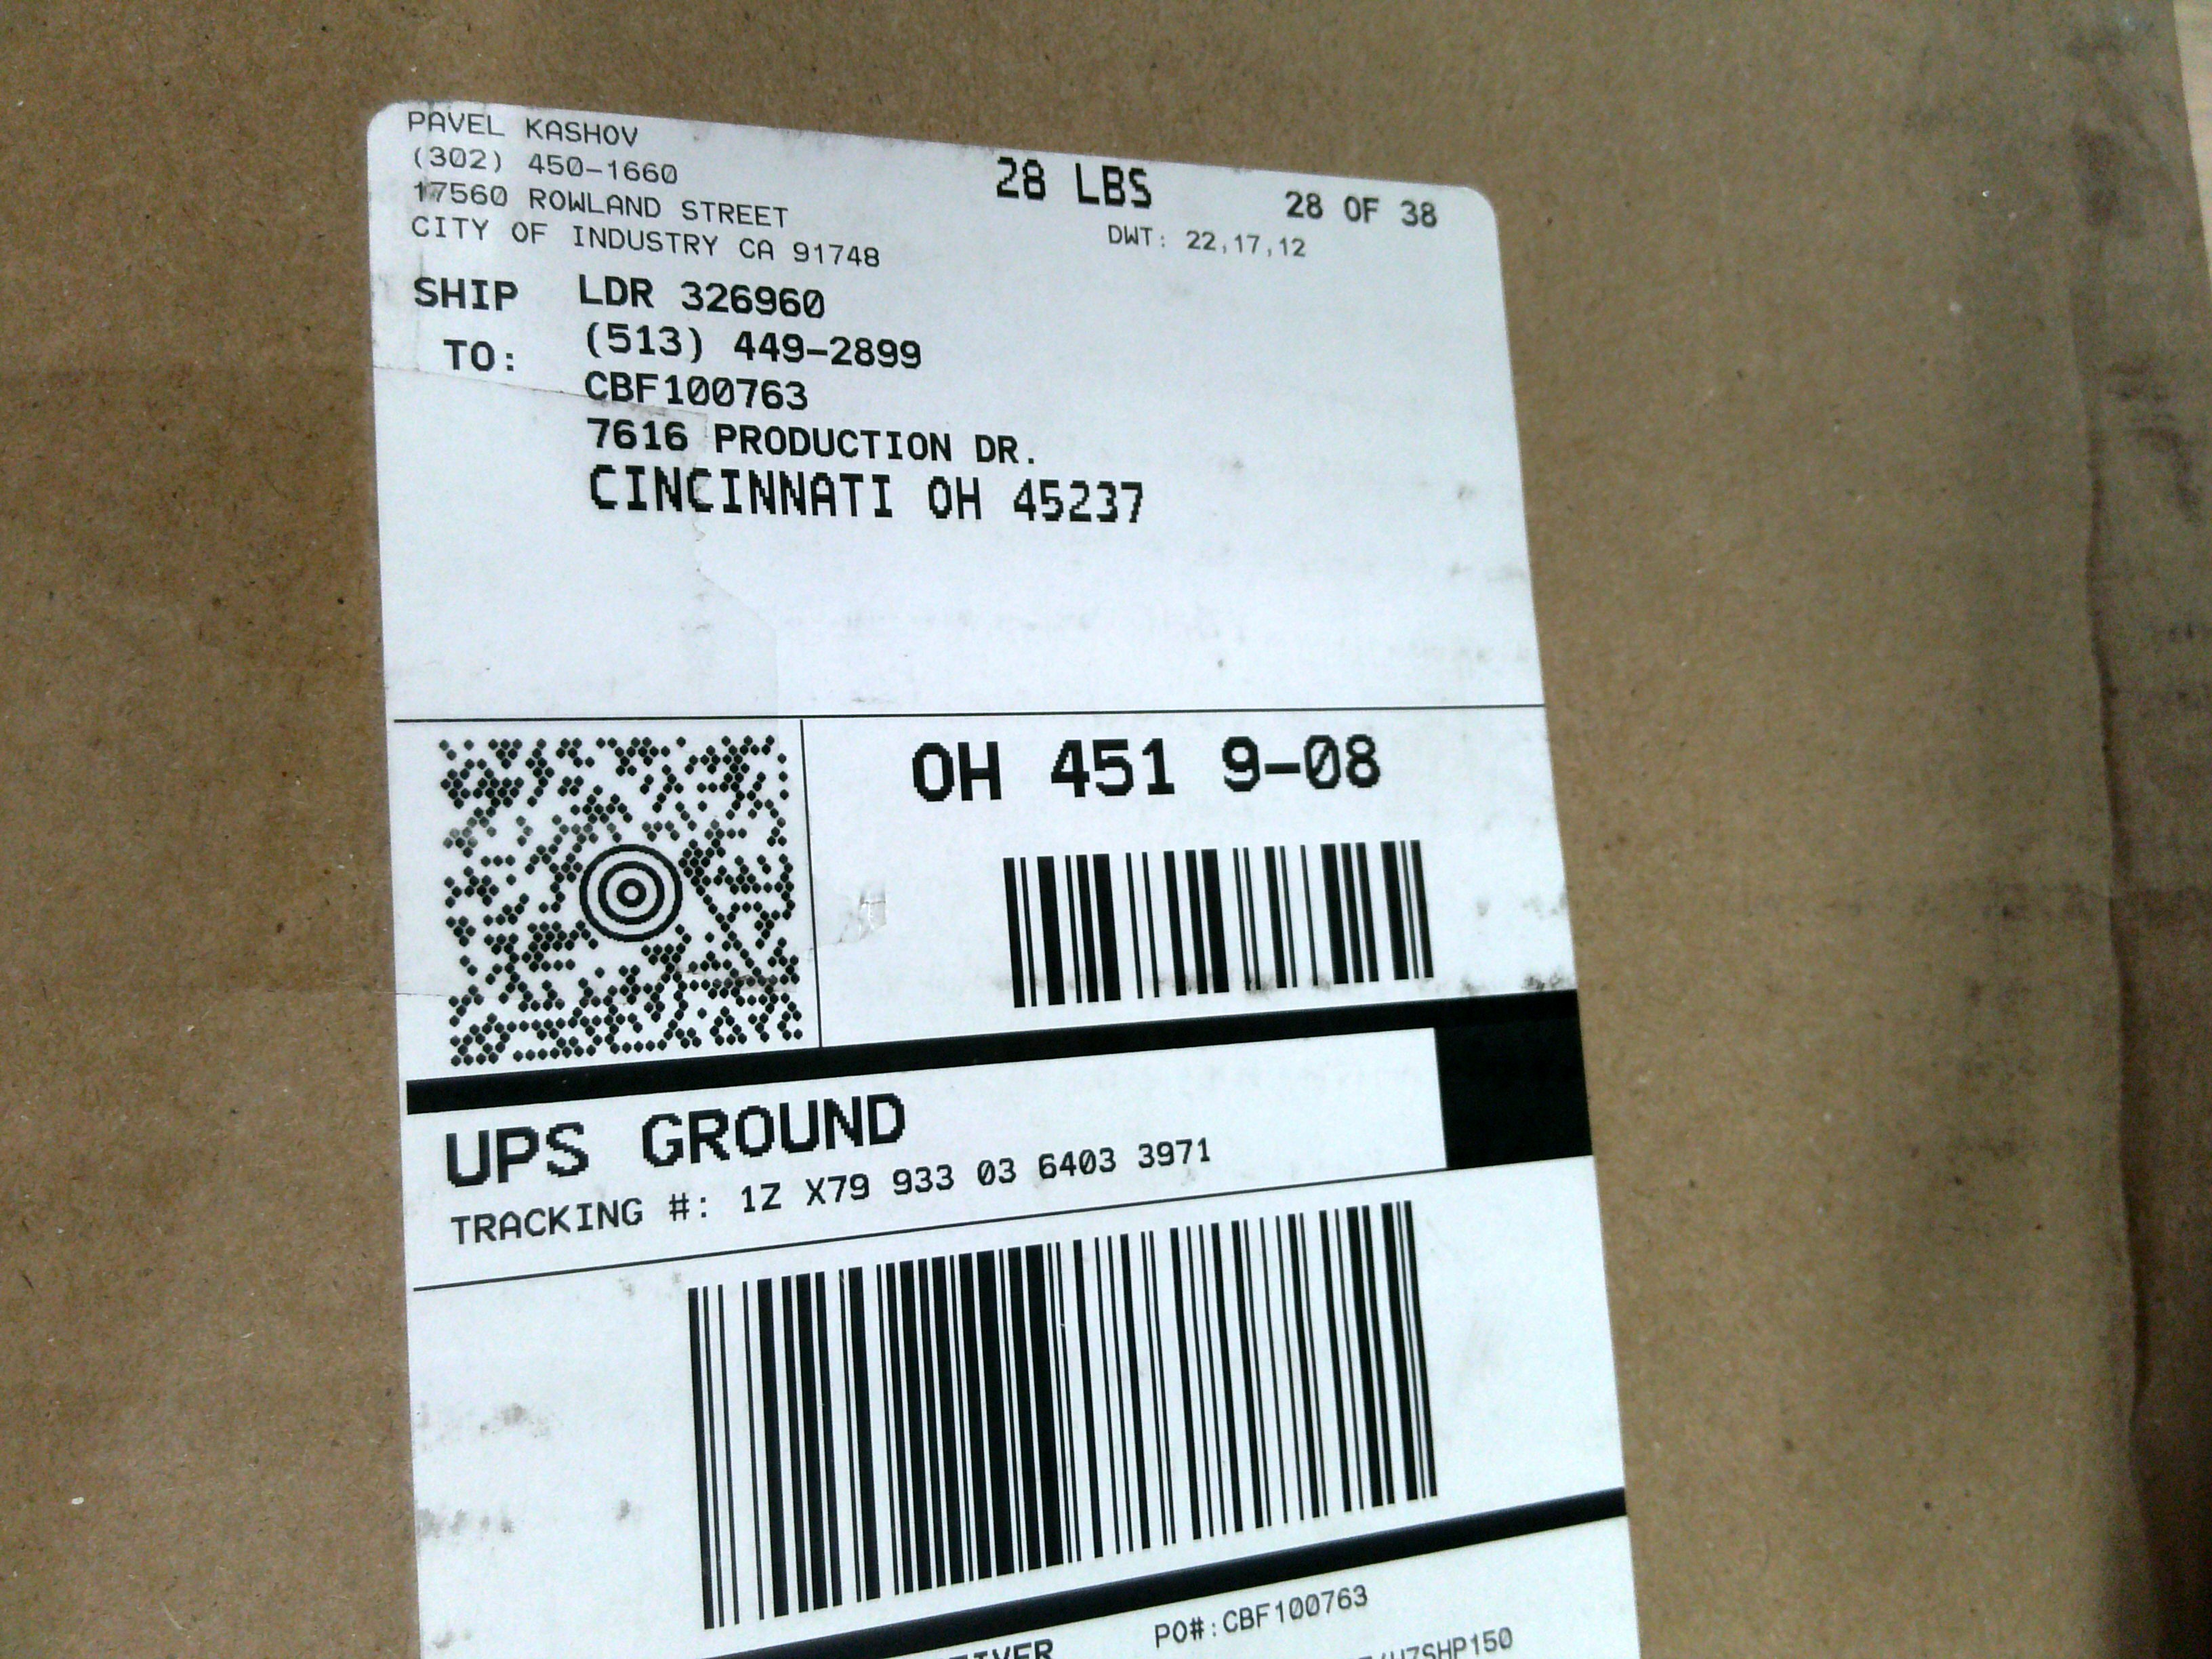 PAVEL KASHOV
(302) 450-1660
17560 ROWLAND STREET
CITY OF INDUSTRY CA 91748
28 LBS
28 OF 38
DWT: 22,17,12
SHIP TO:
LDR 326960
(513) 449-2899
CBF100763
7616 PRODUCTION DR.
CINCINNATI OH 45237
OH 451 9-08
UPS GROUND
TRACKING #: 1Z X79 933 03 6403 3971
PO#:CBF100763